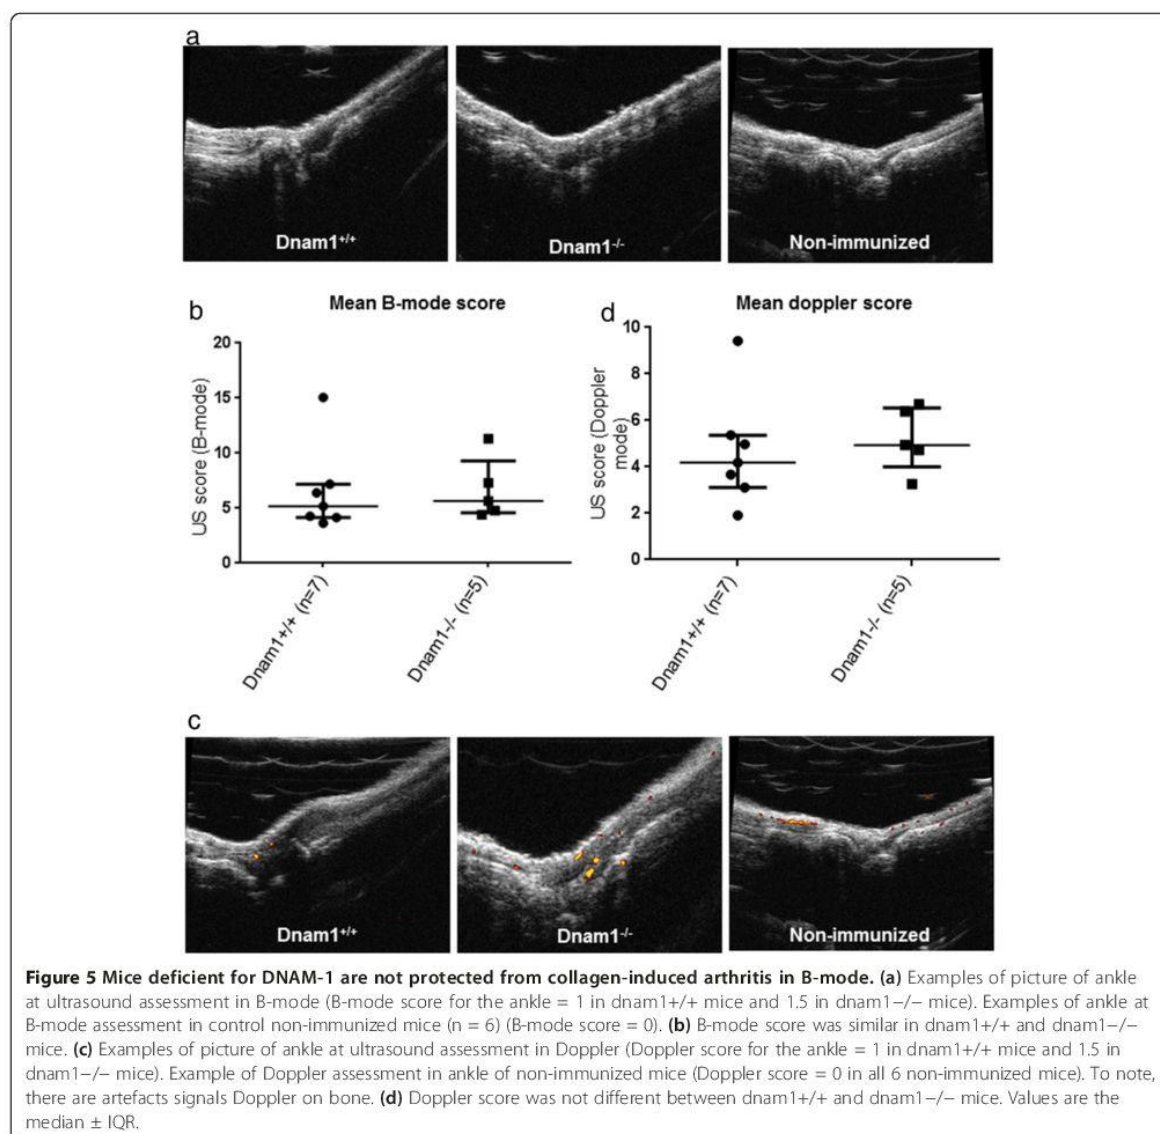 a
Dnam1+/+
Dnam1-/-
Non-immunized
b
Mean B-mode score
US score (B-mode)
20
15
10
5
0
Dnam1+/+ (n=7)
Dnam1-/- (n=5)
d
Mean doppler score
US score (Doppler
mode)
10
8
6
4
2
0
Dnam1+/+ (n=7)
Dnam1-/- (n=5)
c
Dnam1+/+
Dnam1-/-
Non-immunized
Figure 5 Mice deficient for DNAM-1 are not protected from collagen-induced arthritis in B-mode. (a) Examples of picture of ankle
at ultrasound assessment in B-mode (B-mode score for the ankle = 1 in dnam1+/+ mice and 1.5 in dnam1−/− mice). Examples of ankle at
B-mode assessment in control non-immunized mice (n = 6) (B-mode score = 0). (b) B-mode score was similar in dnam1+/+ and dnam1−/−
mice. (c) Examples of picture of ankle at ultrasound assessment in Doppler (Doppler score for the ankle = 1 in dnam1+/+ mice and 1.5 in
dnam1−/− mice). Example of Doppler assessment in ankle of non-immunized mice (Doppler score = 0 in all 6 non-immunized mice). To note,
there are artefacts signals Doppler on bone. (d) Doppler score was not different between dnam1+/+ and dnam1−/− mice. Values are the
median ± IQR.